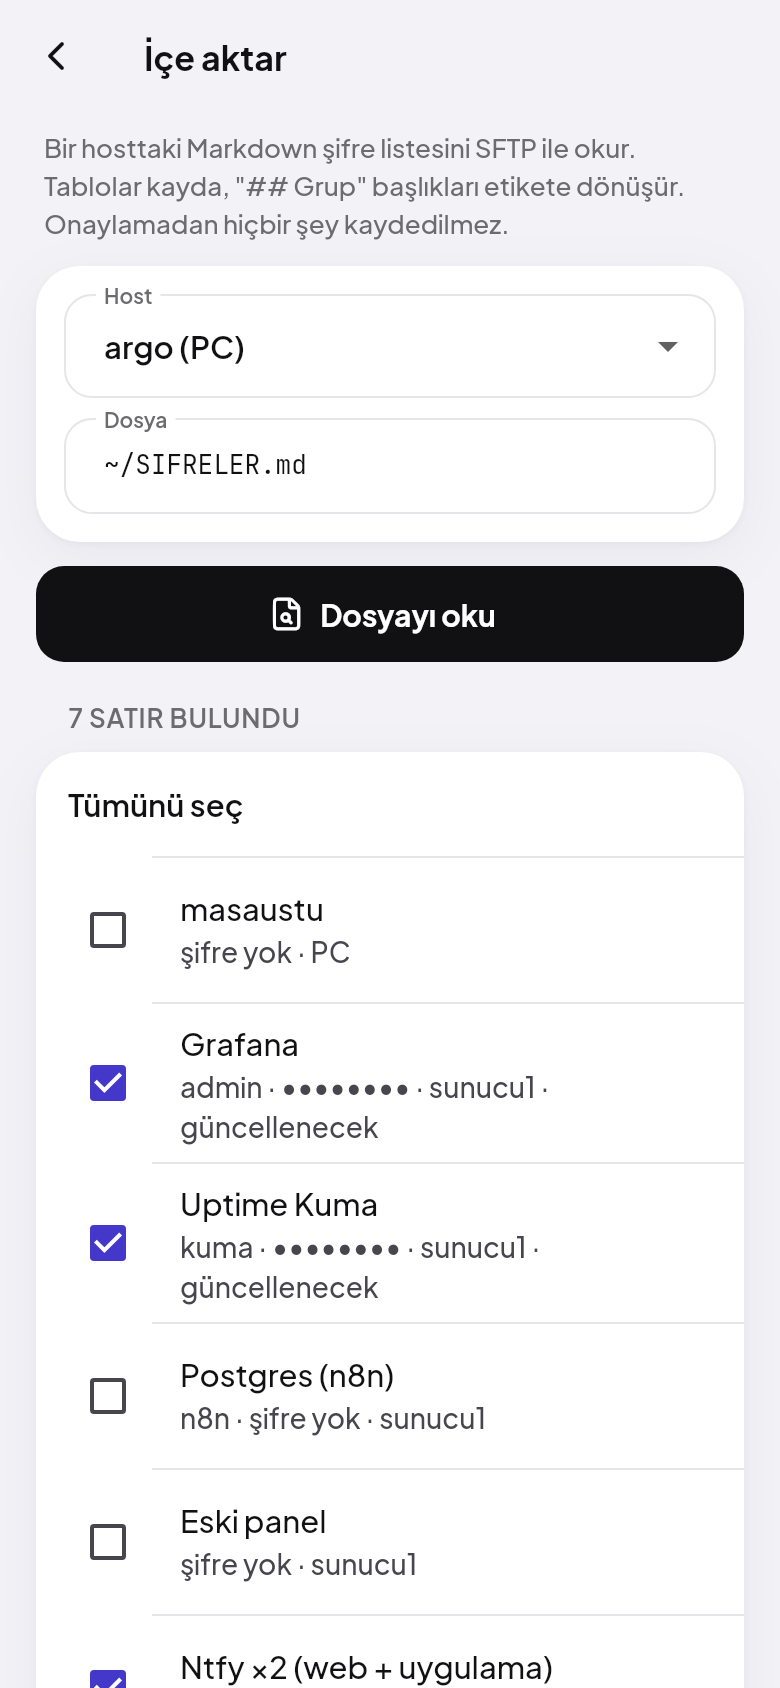 İçe aktar
Bir hosttaki Markdown şifre listesini SFTP ile okur.
Tablolar kayda, "## Grup" başlıkları etikete dönüşür.
Onaylamadan hiçbir şey kaydedilmez.
Host
argo (PC)
Dosya
~/SIFRELER.md
Dosyayı oku
7 SATIR BULUNDU
Tümünü seç
masaustu
şifre yok · PC
Grafana
admin · •••••••• · sunucu1 ·
güncellenecek
Uptime Kuma
kuma · •••••••• · sunucu1 ·
güncellenecek
Postgres (n8n)
n8n · şifre yok · sunucu1
Eski panel
şifre yok · sunucu1
Ntfy ×2 (web + uygulama)